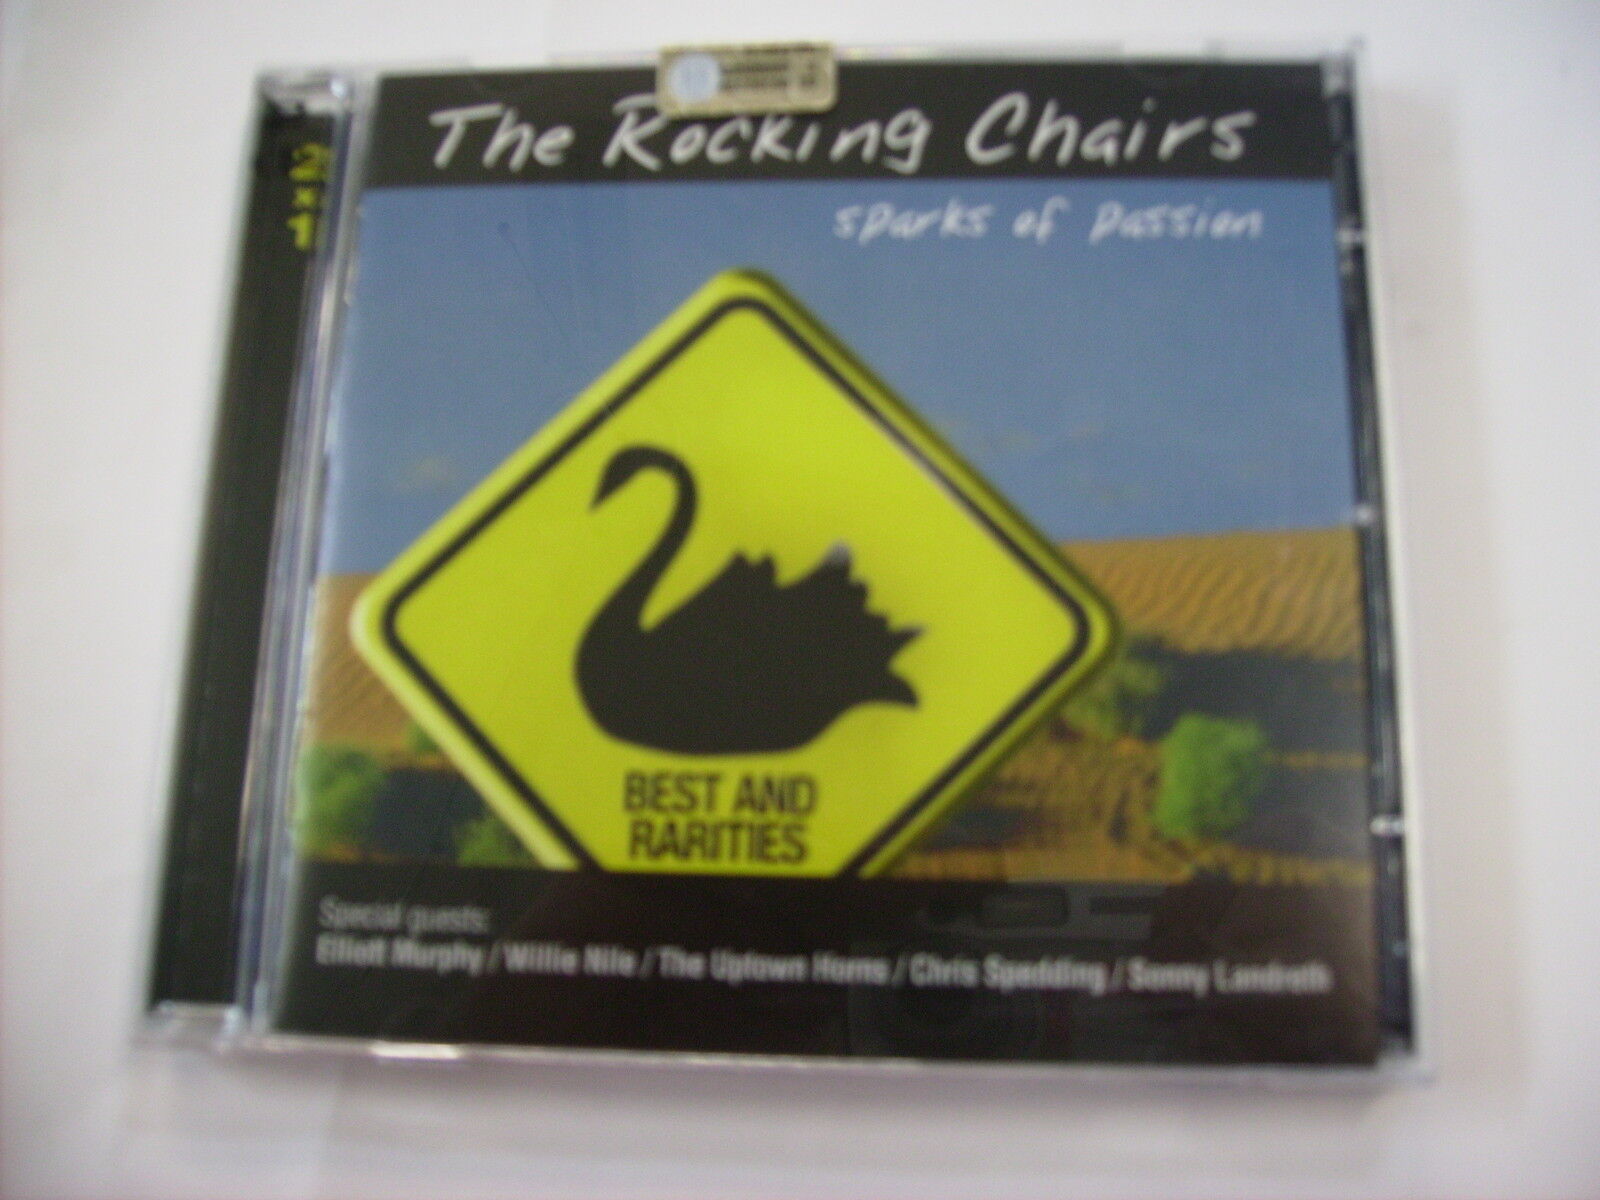 The Rocking Chairs
sparks of passion
2x1
BEST AND
RARITIES
Special guests:
Elliott Murphy / Willie Nile / The Uptown Horns / Chris Spedding / Sonny Landreth